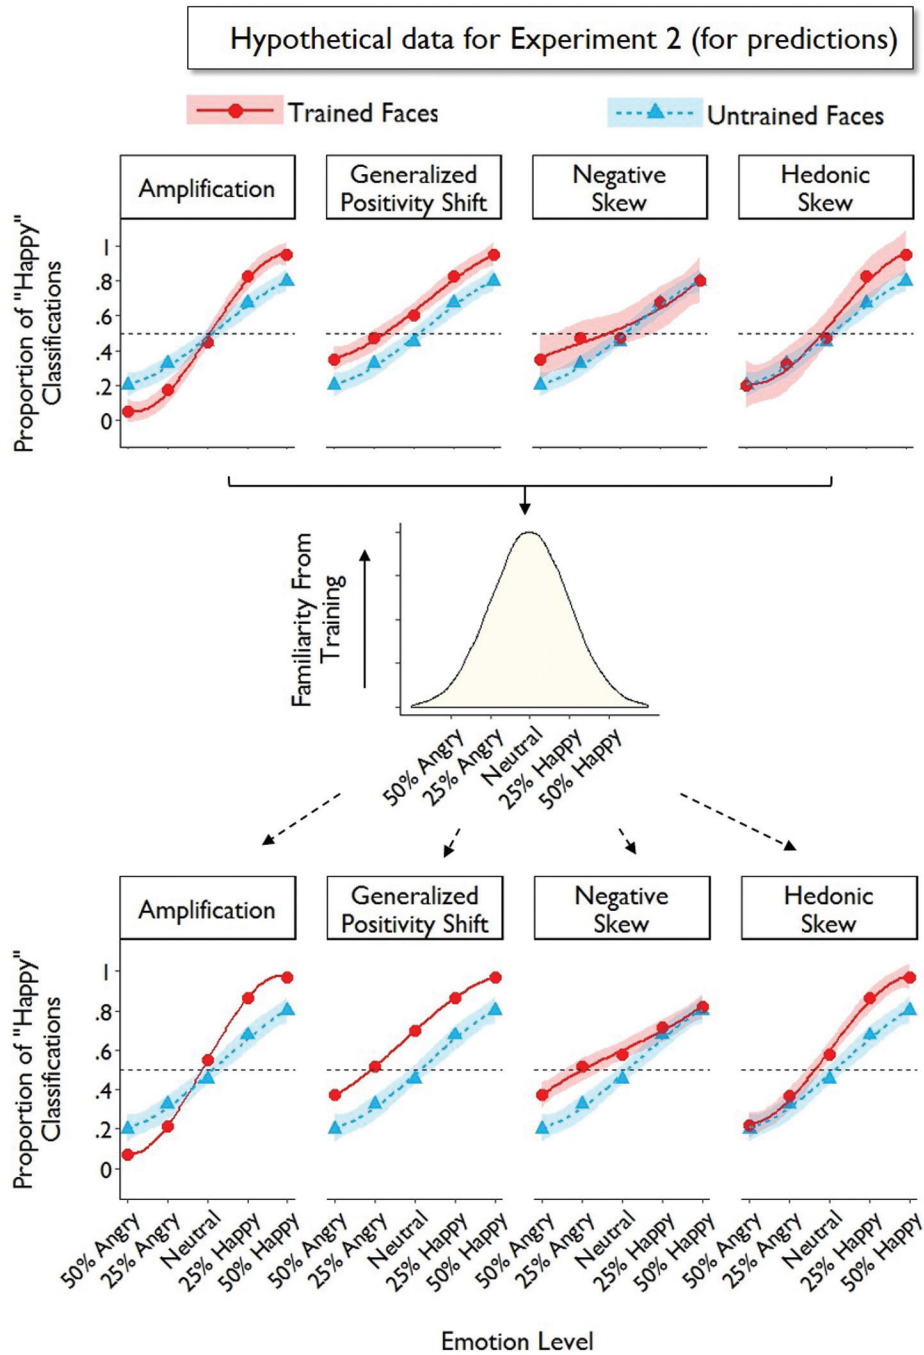 Hypothetical data for Experiment 2 (for predictions)
Trained Faces
Untrained Faces
Amplification
Generalized
Positivity Shift
Negative
Skew
Hedonic
Skew
Proportion of "Happy"
Classifications
1
.8
.6
.4
.2
0
Familiarity From
Training
50% Angry
25% Angry
Neutral
25% Happy
50% Happy
Amplification
Generalized
Positivity Shift
Negative
Skew
Hedonic
Skew
Proportion of "Happy"
Classifications
1
.8
.6
.4
.2
0
50% Angry
25% Angry
Neutral
25% Happy
50% Happy
50% Angry
25% Angry
Neutral
25% Happy
50% Happy
50% Angry
25% Angry
Neutral
25% Happy
50% Happy
50% Angry
25% Angry
Neutral
25% Happy
50% Happy
Emotion Level